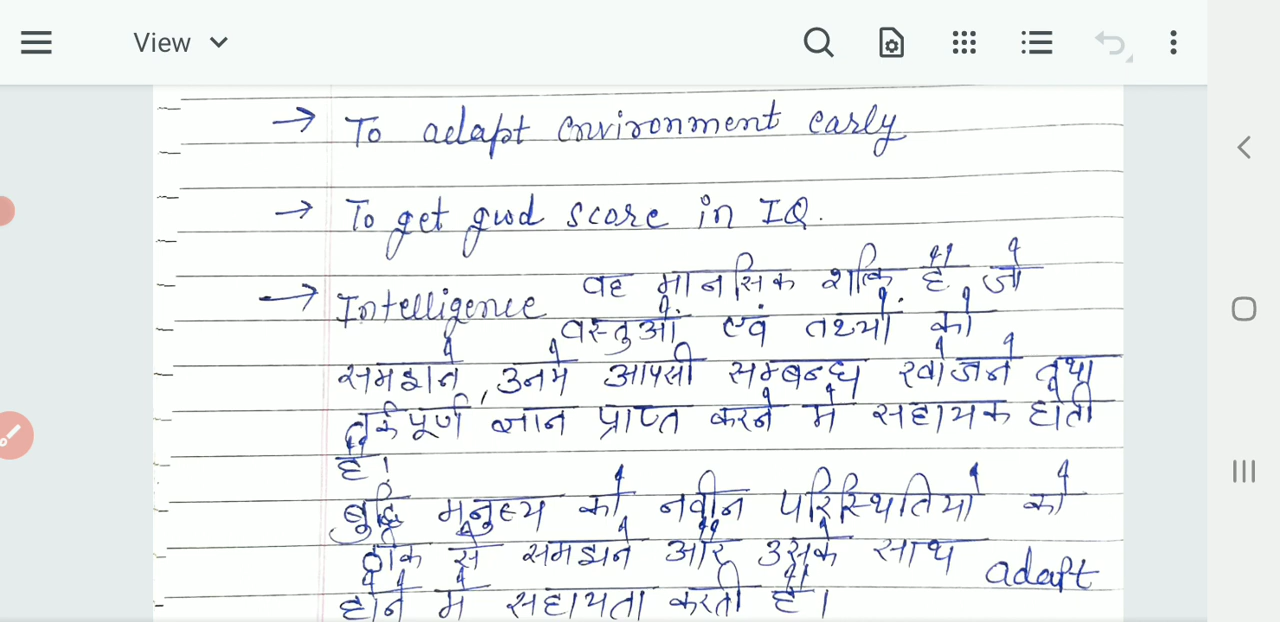 View
→ To adapt environment early
→ To get good score in IQ.
→ Intelligence वह मानसिक शक्ति है जो
वस्तुओं एवं तथ्यों को
समझने, उनमें आपसी सम्बन्ध खोजने तथा
तर्कपूर्ण ज्ञान प्राप्त करने में सहायक होती
है।
बुद्धि मनुष्य को नवीन परिस्थितियों को
ठीक से समझने और उसके साथ adapt
होने में सहायता करती है।